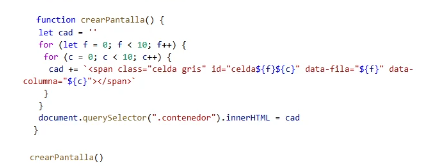 function crearPantalla() {
let cad = ''
for (let f = 0; f < 10; f++) {
for (c = 0; c < 10; c++) {
cad += `<span class="celda gris" id="celda${f}${c}" data-fila="${f}" data-
columna="${c}"></span>`
}
}
document.querySelector(".contenedor").innerHTML = cad
}
crearPantalla()